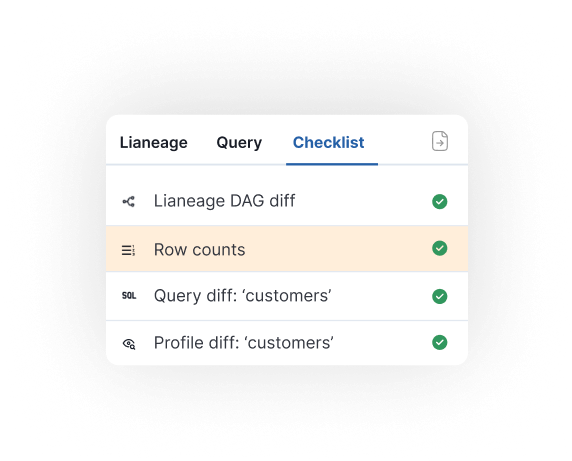 Lianeage Query Checklist
Lianeage DAG diff
Row counts
SQL Query diff: ‘customers’
Profile diff: ‘customers’